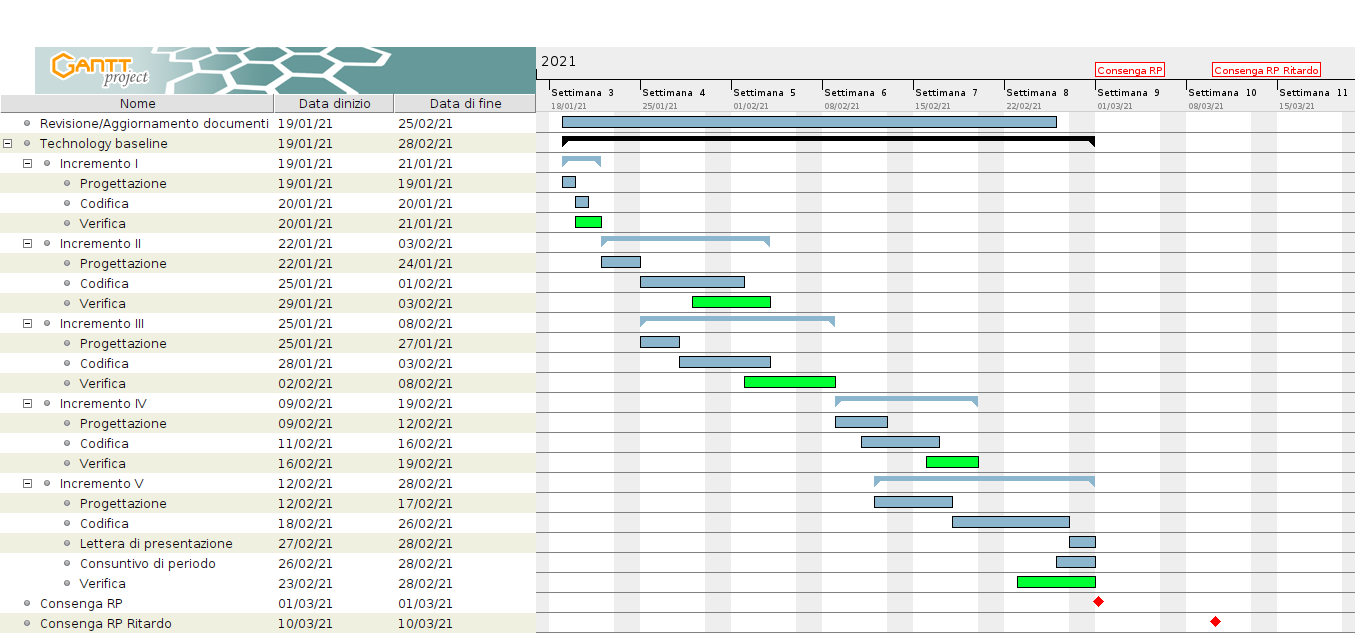 GANTT
project
2021
Consenga RP
Consenga RP Ritardo
Settimana 3
Settimana 4
Settimana 5
Settimana 6
Settimana 7
Settimana 8
Settimana 9
Settimana 10
Settimana 11
18/01/21
25/01/21
01/02/21
08/02/21
15/02/21
22/02/21
01/03/21
08/03/21
15/03/21
Nome Data dinizio Data di fine
Revisione/Aggiornamento documenti 19/01/21 25/02/21
Technology baseline 19/01/21 28/02/21
Incremento I 19/01/21 21/01/21
Progettazione 19/01/21 19/01/21
Codifica 20/01/21 20/01/21
Verifica 20/01/21 21/01/21
Incremento II 22/01/21 03/02/21
Progettazione 22/01/21 24/01/21
Codifica 25/01/21 01/02/21
Verifica 29/01/21 03/02/21
Incremento III 25/01/21 08/02/21
Progettazione 25/01/21 27/01/21
Codifica 28/01/21 03/02/21
Verifica 02/02/21 08/02/21
Incremento IV 09/02/21 19/02/21
Progettazione 09/02/21 12/02/21
Codifica 11/02/21 16/02/21
Verifica 16/02/21 19/02/21
Incremento V 12/02/21 28/02/21
Progettazione 12/02/21 17/02/21
Codifica 18/02/21 26/02/21
Lettera di presentazione 27/02/21 28/02/21
Consuntivo di periodo 26/02/21 28/02/21
Verifica 23/02/21 28/02/21
Consenga RP 01/03/21 01/03/21
Consenga RP Ritardo 10/03/21 10/03/21